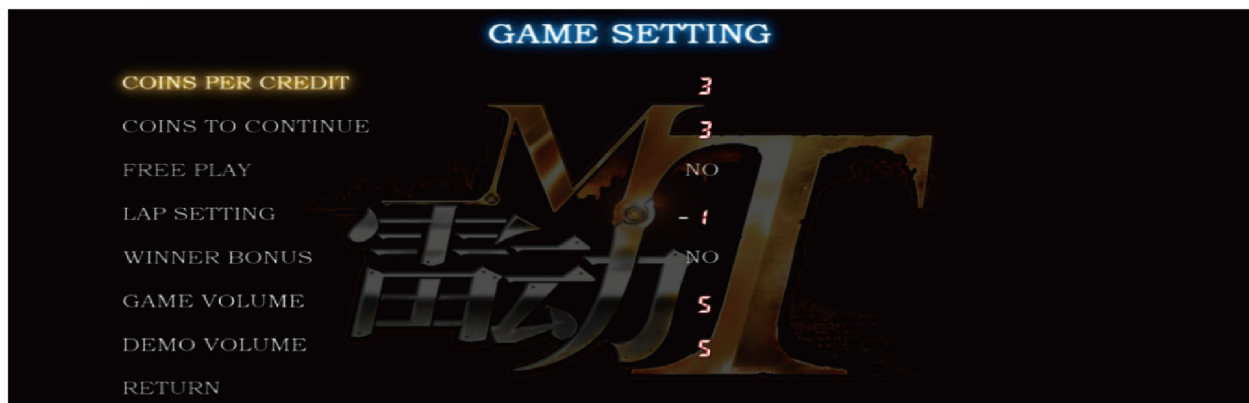 GAME SETTING
COINS PER CREDIT 3
COINS TO CONTINUE 3
FREE PLAY NO
LAP SETTING -1
WINNER BONUS NO
GAME VOLUME 5
DEMO VOLUME 5
RETURN
MT
雷动